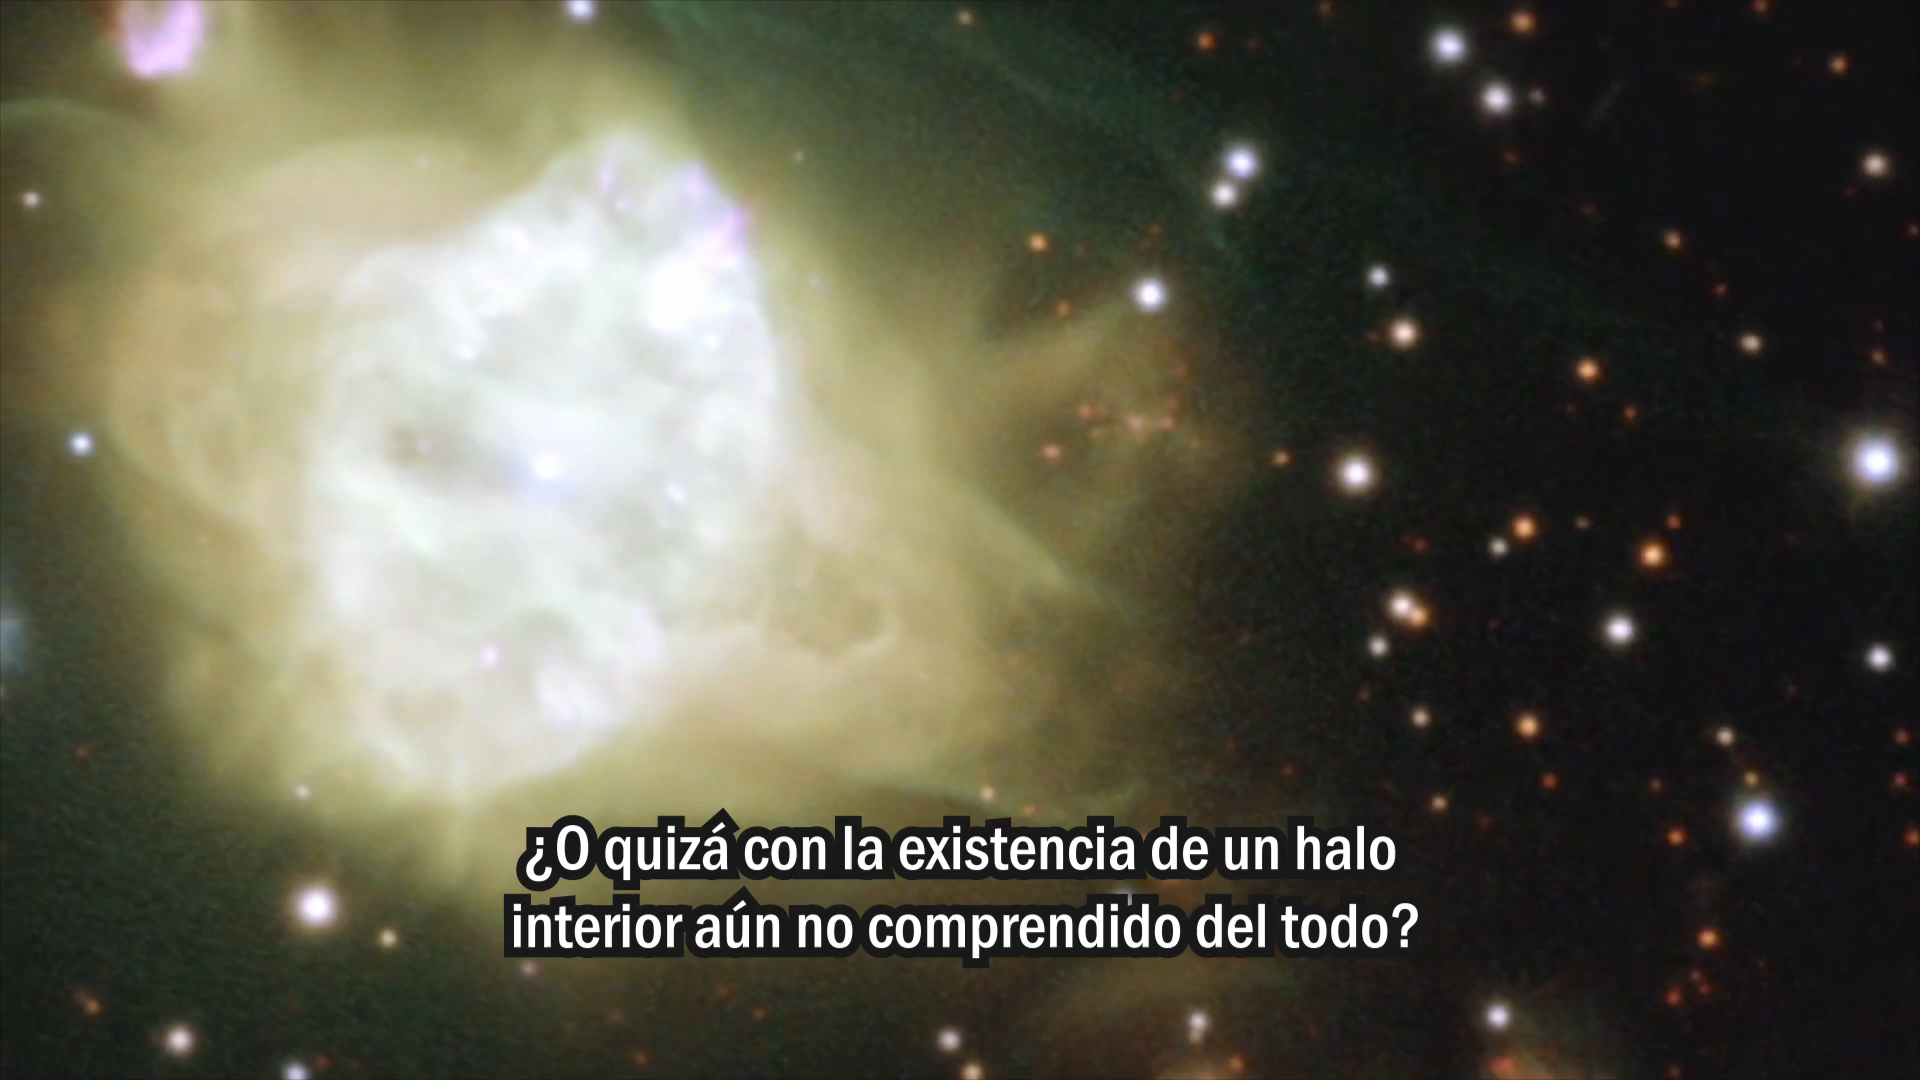 ¿O quizá con la existencia de un halo
interior aún no comprendido del todo?